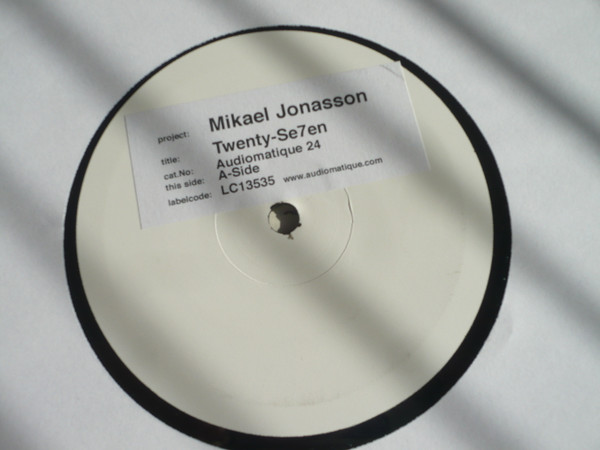 project: Mikael Jonasson
title: Twenty-Se7en
cat.No: Audiomatique 24
this side: A-Side
labelcode: LC13535 www.audiomatique.com